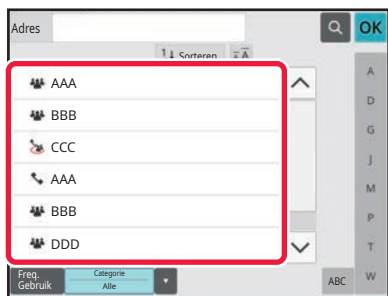 Adres
OK
Sorteren
AAA
BBB
CCC
AAA
BBB
DDD
A
D
G
J
M
P
T
W
Freq.
Gebruik
Categorie
Alle
ABC